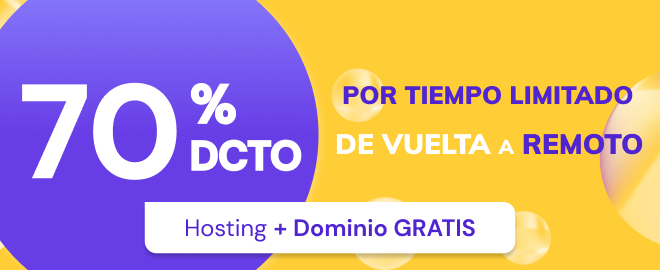 70%
DCTO
POR TIEMPO LIMITADO
DE VUELTA A REMOTO
Hosting + Dominio GRATIS